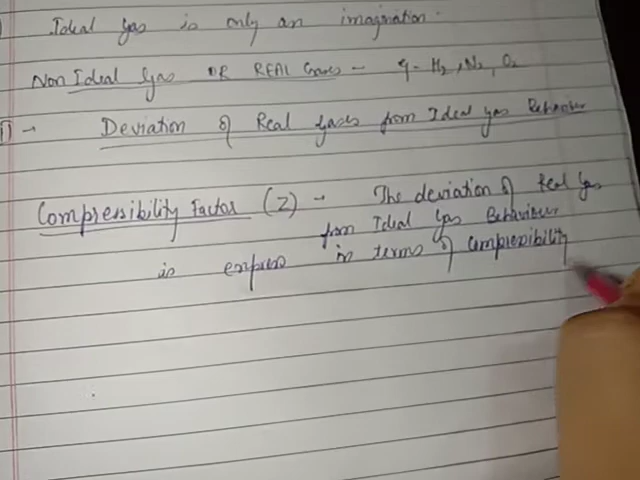 Ideal gas is only an imagination.
Non Ideal Gas OR REAL Gases - eg - H2, N2, O2
1) - Deviation of Real gases from Ideal gas Behaviour
Compressibility Factor (Z) - The deviation of Real Gas
from Ideal Gas Behaviour
is express in terms of compressibility